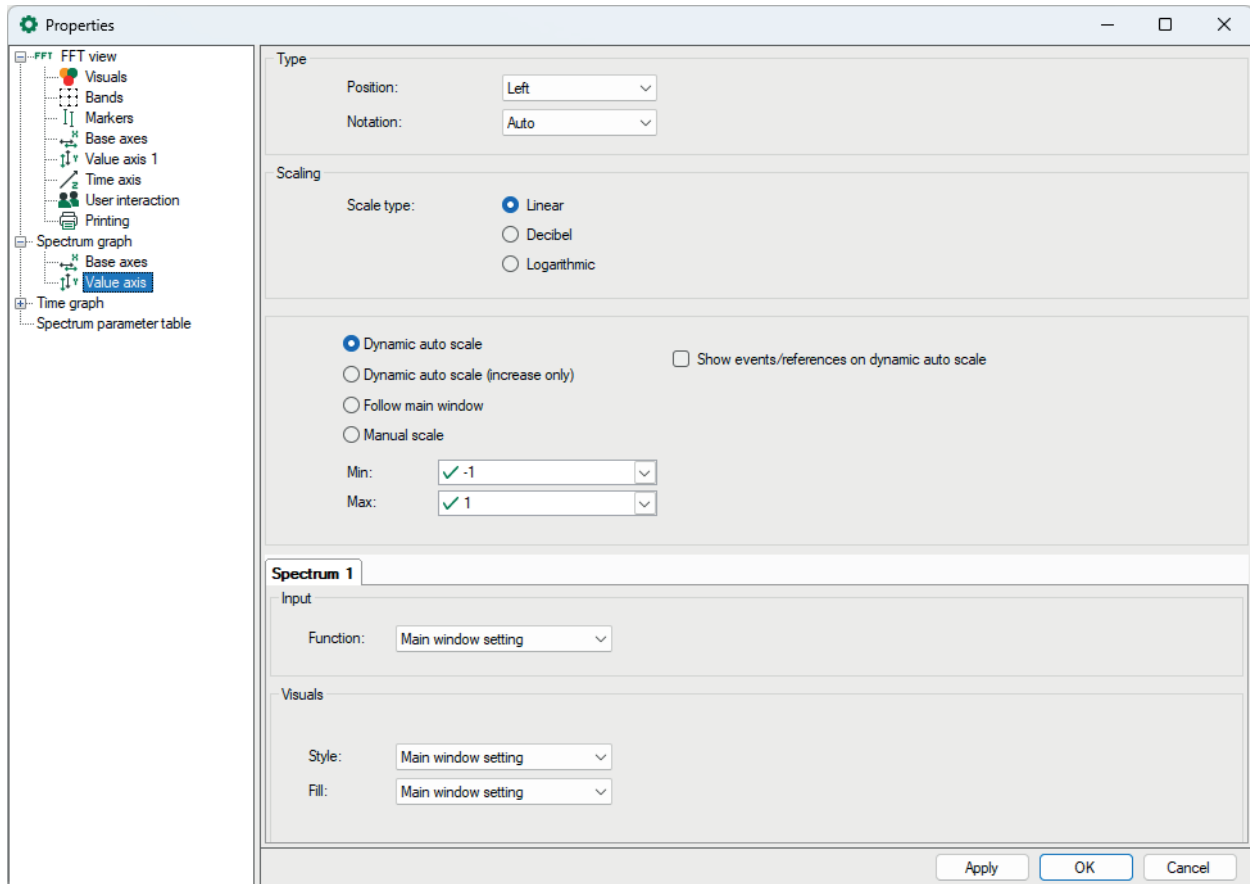 Properties
FFT FFT view
Visuals
Bands
Markers
X Base axes
Y Value axis 1
Z Time axis
User interaction
Printing
Spectrum graph
X Base axes
Y Value axis
Time graph
Spectrum parameter table
Type
Position: Left
Notation: Auto
Scaling
Scale type: Linear
Decibel
Logarithmic
Dynamic auto scale
Show events/references on dynamic auto scale
Dynamic auto scale (increase only)
Follow main window
Manual scale
Min: -1
Max: 1
Spectrum 1
Input
Function: Main window setting
Visuals
Style: Main window setting
Fill: Main window setting
Apply OK Cancel